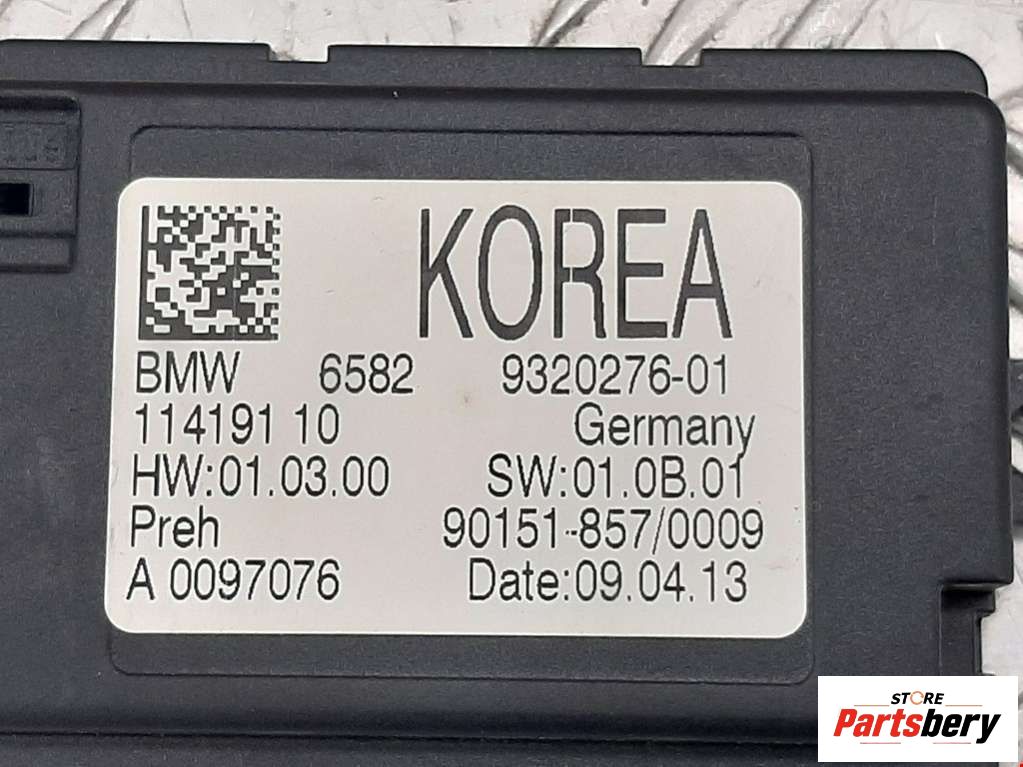 KOREA
BMW 6582 9320276-01
114191 10 Germany
HW:01.03.00 SW:01.0B.01
Preh 90151-857/0009
A 0097076 Date:09.04.13
STORE
Partsbery